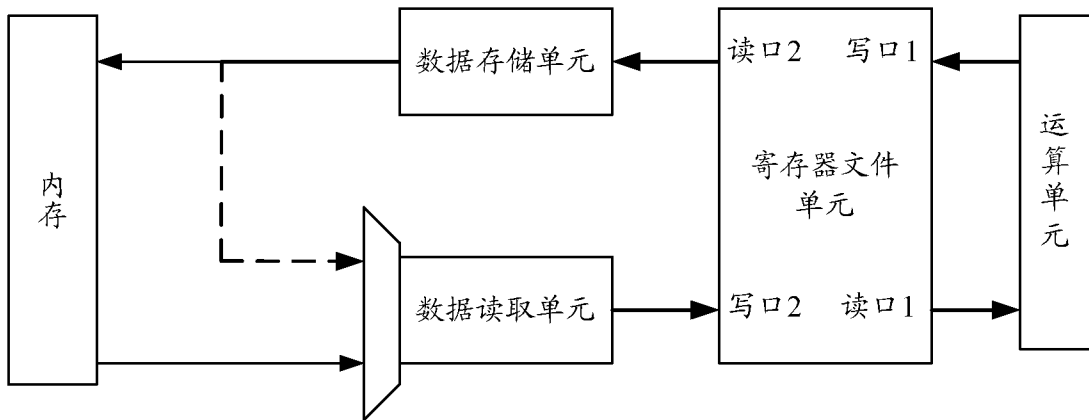 内存
数据存储单元
数据读取单元
读口2
写口1
寄存器文件
单元
写口2
读口1
运算单元